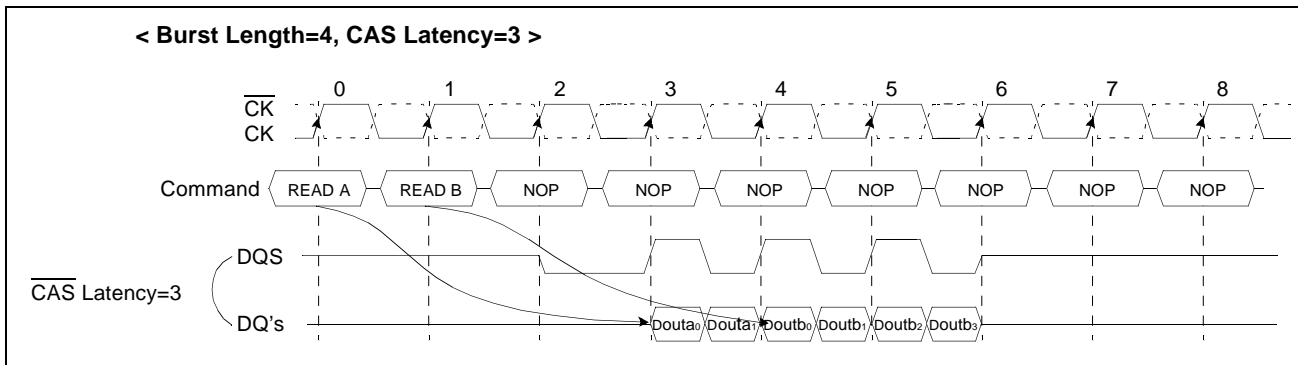 < Burst Length=4, CAS Latency=3 >
0 1 2 3 4 5 6 7 8
CK
CK
Command READ A READ B NOP NOP NOP NOP NOP NOP NOP
DQS
CAS Latency=3
DQ's Douta0 Douta1 Doutb0 Doutb1 Doutb2 Doutb3